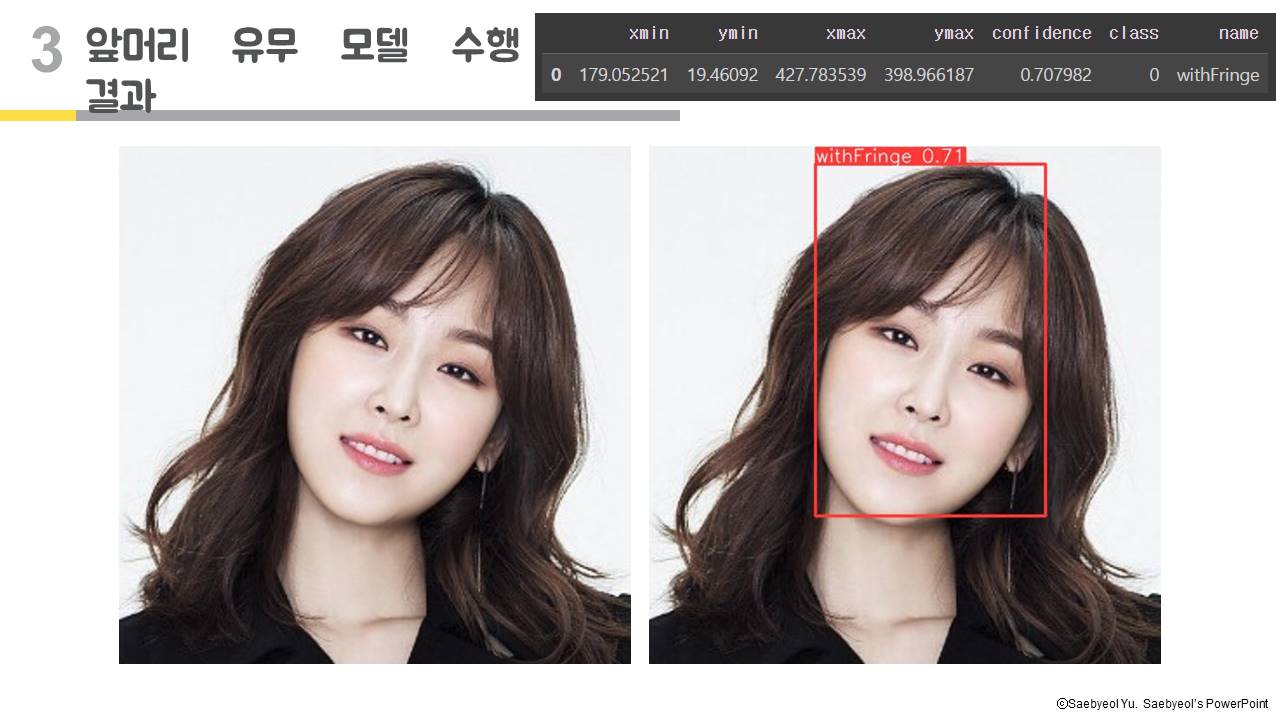 3 앞머리 유무 모델 수행
결과
xmin ymin xmax ymax confidence class name
0 179.052521 19.46092 427.783539 398.966187 0.707982 0 withFringe
withFringe 0.71
ⓒSaebyeol Yu. Saebyeol's PowerPoint